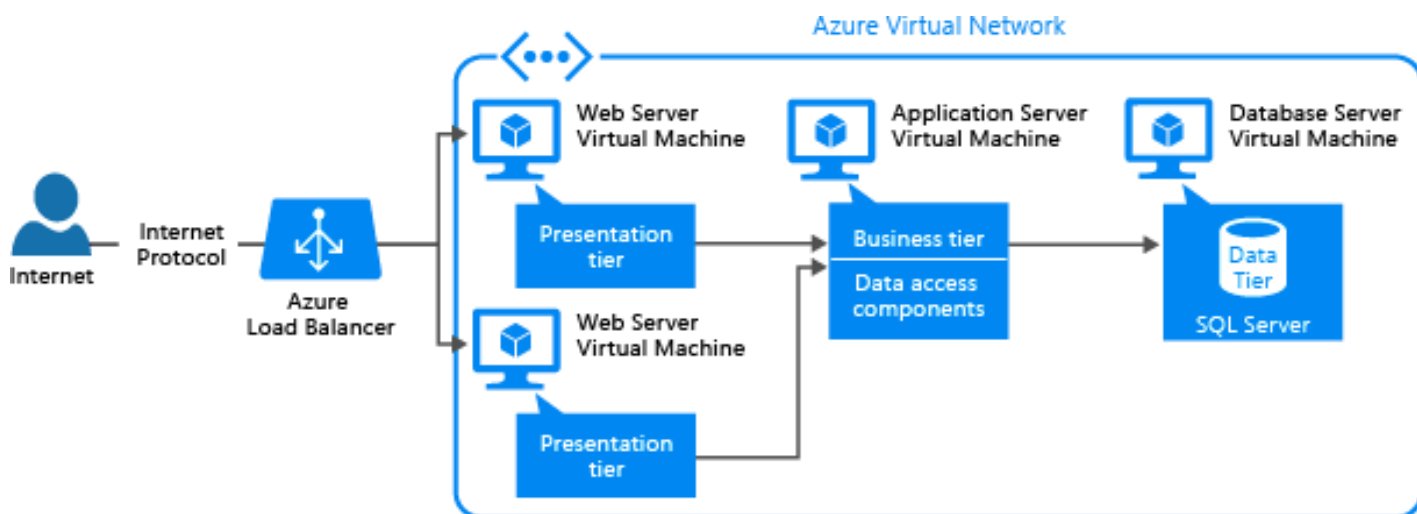 Azure Virtual Network
Web Server
Virtual Machine
Application Server
Virtual Machine
Database Server
Virtual Machine
Internet
Internet
Protocol
Azure
Load Balancer
Presentation
tier
Business tier
Data access
components
Data
Tier
SQL Server
Web Server
Virtual Machine
Presentation
tier